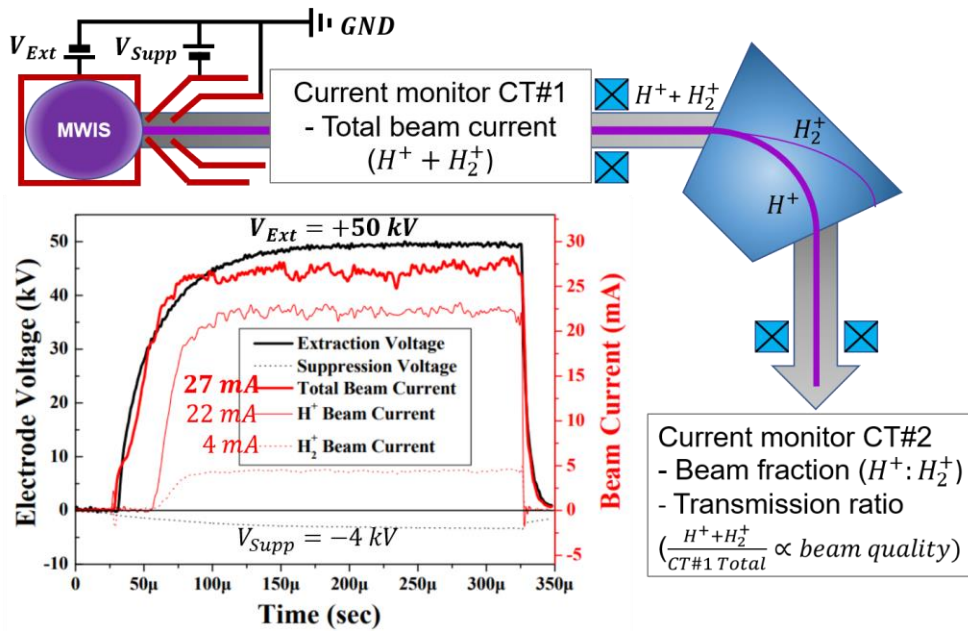 V_Ext
V_Supp
GND
MWIS
Current monitor CT#1
- Total beam current
(H⁺ + H₂⁺)
H⁺ + H₂⁺
H₂⁺
H⁺
V_Ext = +50 kV
Electrode Voltage (kV)
50
40
30
20
10
0
-10
30
25
20
15
10
5
0
-5
Beam Current (mA)
Extraction Voltage
Suppression Voltage
27 mA Total Beam Current
22 mA H⁺ Beam Current
4 mA H₂⁺ Beam Current
V_Supp = −4 kV
0 50μ 100μ 150μ 200μ 250μ 300μ 350μ
Time (sec)
Current monitor CT#2
- Beam fraction (H⁺: H₂⁺)
- Transmission ratio
(H⁺+H₂⁺ / CT#1 Total ∝ beam quality)